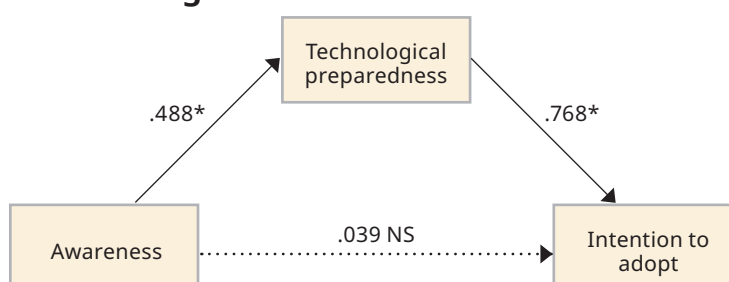 Technological
preparedness
.488*
.768*
.039 NS
Awareness
Intention to
adopt